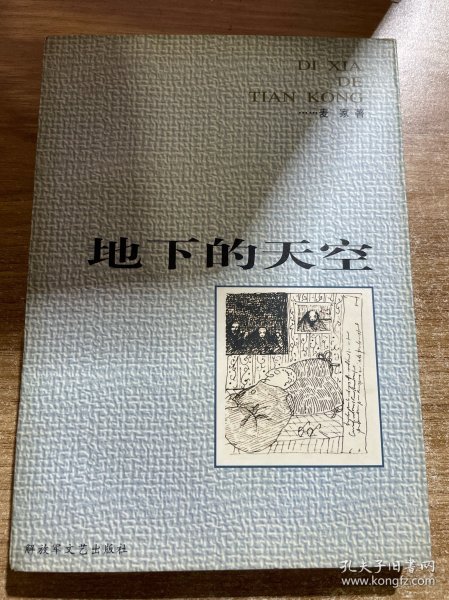 DI XIA
DE
TIAN KONG
……麦 家 著
地下的天空
解放军文艺出版社
孔夫子旧书网
www.kongfz.com